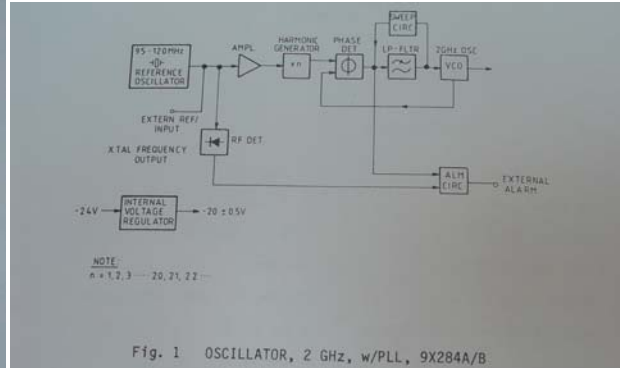 SWEEP
CIRC
95-120MHz
REFERENCE
OSCILLATOR
AMPL.
HARMONIC
GENERATOR
xn
PHASE
DET
Φ
LP-FLTR
2GHz OSC
VCO
EXTERN REF/
INPUT
XTAL FREQUENCY
OUTPUT
RF DET.
ALM
CIRC
EXTERNAL
ALARM
-24V
INTERNAL
VOLTAGE
REGULATOR
-20 ± 0.5V
NOTE:
n = 1, 2, 3 ···· 20, 21, 22 ···
Fig. 1 OSCILLATOR, 2 GHz, w/PLL, 9X284A/B